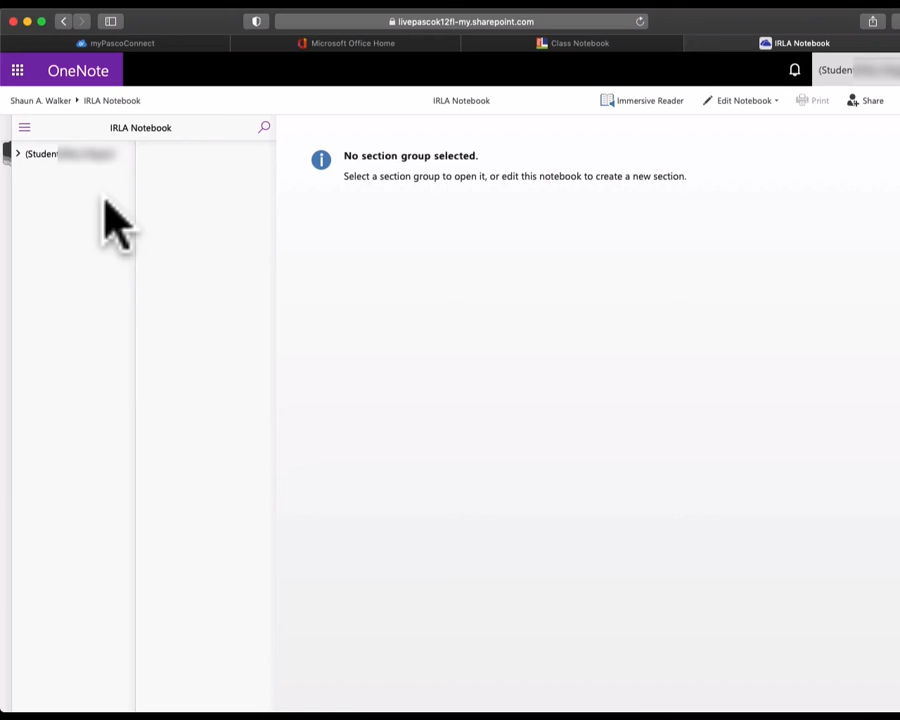 livepascok12fl-my.sharepoint.com
myPascoConnect
Microsoft Office Home
Class Notebook
IRLA Notebook
OneNote
(Studen
Shaun A. Walker ▸ IRLA Notebook
IRLA Notebook
Immersive Reader
Edit Notebook
Print
Share
IRLA Notebook
(Student
No section group selected.
Select a section group to open it, or edit this notebook to create a new section.